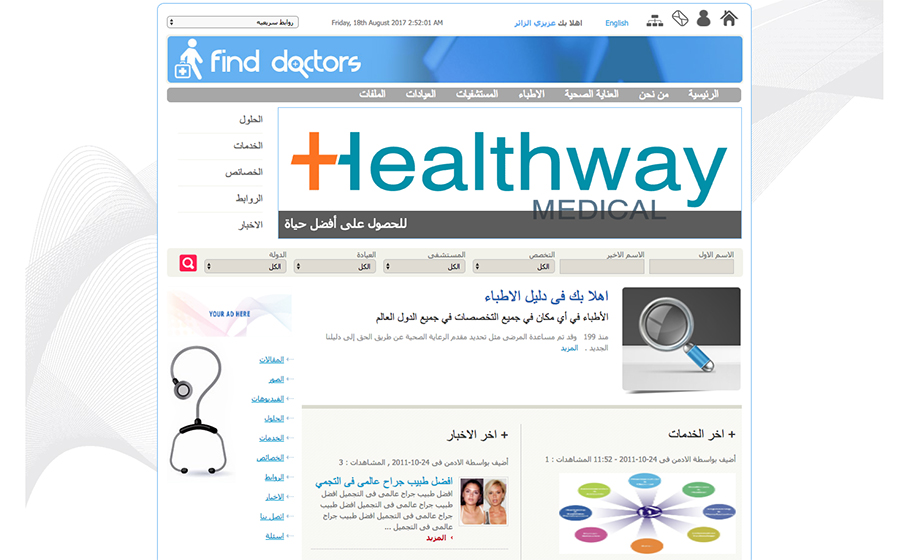 روابط سريعه
Friday, 18th August 2017 2:52:01 AM
اهلا بك عزيزي الزائر
English
find doctors
الرئيسية
من نحن
العناية الصحية
الاطباء
المستشفيات
العيادات
الملفات
Healthway
MEDICAL
للحصول على أفضل حياة
الحلول
الخدمات
الخصائص
الروابط
الاخبار
الاسم الاول
الاسم الاخير
التخصص
المستشفى
العيادة
الدولة
الكل
الكل
الكل
الكل
اهلا بك فى دليل الاطباء
الأطباء في أي مكان في جميع التخصصات في جميع الدول العالم
منذ 199 وقد تم مساعدة المرضى مثل تحديد مقدم الرعاية الصحية عن طريق الحق إلى دليلنا
الجديد . المزيد
YOUR AD HERE
المقالات
الصور
الفيديوهات
الحلول
الخدمات
الخصائص
الروابط
الاخبار
اتصل بنا
اسئلة
+ اخر الخدمات
أضيف بواسطة الادمن فى 24-10-2011 - 11:52 المشاهدات : 1
+ اخر الاخبار
أضيف بواسطة الادمن فى 24-10-2011 , المشاهدات : 3
افضل طبيب جراح عالمى فى التجمي
افضل طبيب جراح عالمى فى التجميل افضل
طبيب جراح عالمى فى التجميل افضل طبيب
جراح عالمى فى التجميل افضل طبيب جراح
عالمى فى التجميل ...
المزيد